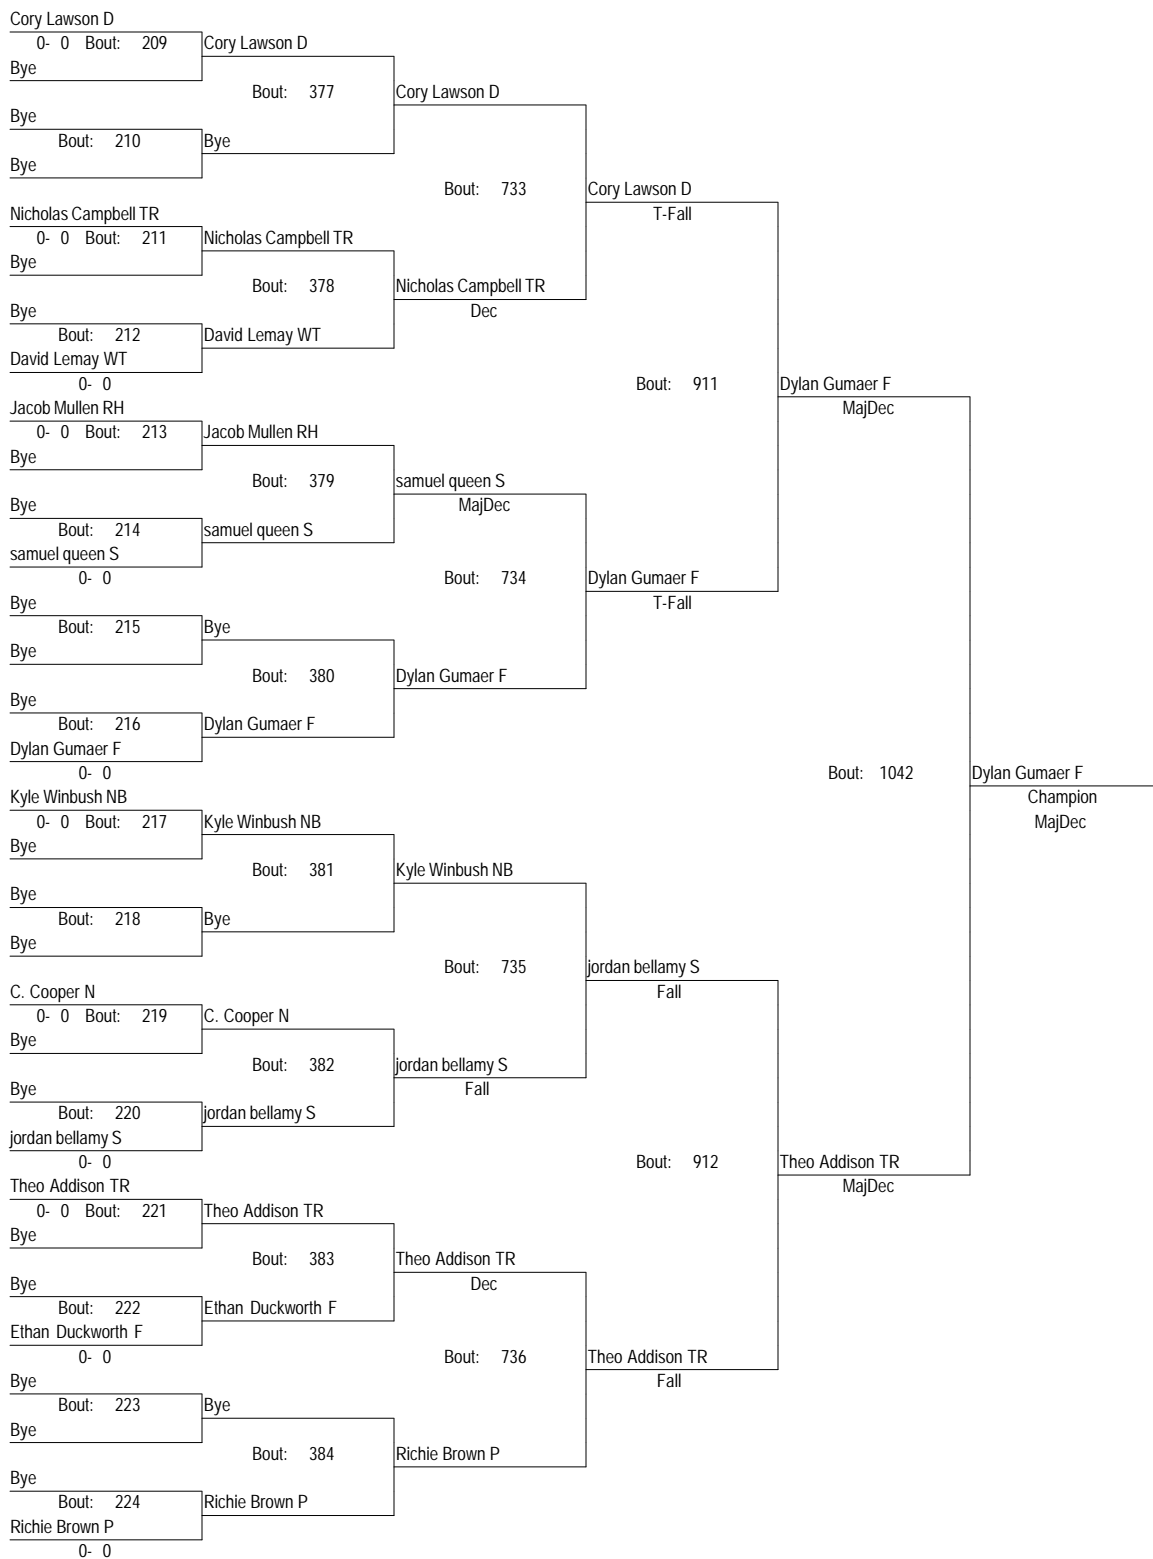 Cory Lawson D
0- 0 Bout: 209 Cory Lawson D
Bye
Bout: 377 Cory Lawson D
Bye
Bout: 210 Bye
Bye
Bout: 733 Cory Lawson D
T-Fall
Nicholas Campbell TR
0- 0 Bout: 211 Nicholas Campbell TR
Bye
Bout: 378 Nicholas Campbell TR
Dec
Bye
Bout: 212 David Lemay WT
David Lemay WT
0- 0
Bout: 911 Dylan Gumaer F
MajDec
Jacob Mullen RH
0- 0 Bout: 213 Jacob Mullen RH
Bye
Bout: 379 samuel queen S
MajDec
Bye
Bout: 214 samuel queen S
samuel queen S
0- 0
Bout: 734 Dylan Gumaer F
T-Fall
Bye
Bout: 215 Bye
Bye
Bout: 380 Dylan Gumaer F
Bye
Bout: 216 Dylan Gumaer F
Dylan Gumaer F
0- 0
Bout: 1042 Dylan Gumaer F
Champion
MajDec
Kyle Winbush NB
0- 0 Bout: 217 Kyle Winbush NB
Bye
Bout: 381 Kyle Winbush NB
Bye
Bout: 218 Bye
Bye
Bout: 735 jordan bellamy S
Fall
C. Cooper N
0- 0 Bout: 219 C. Cooper N
Bye
Bout: 382 jordan bellamy S
Fall
Bye
Bout: 220 jordan bellamy S
jordan bellamy S
0- 0
Bout: 912 Theo Addison TR
MajDec
Theo Addison TR
0- 0 Bout: 221 Theo Addison TR
Bye
Bout: 383 Theo Addison TR
Dec
Bye
Bout: 222 Ethan Duckworth F
Ethan Duckworth F
0- 0
Bout: 736 Theo Addison TR
Fall
Bye
Bout: 223 Bye
Bye
Bout: 384 Richie Brown P
Bye
Bout: 224 Richie Brown P
Richie Brown P
0- 0